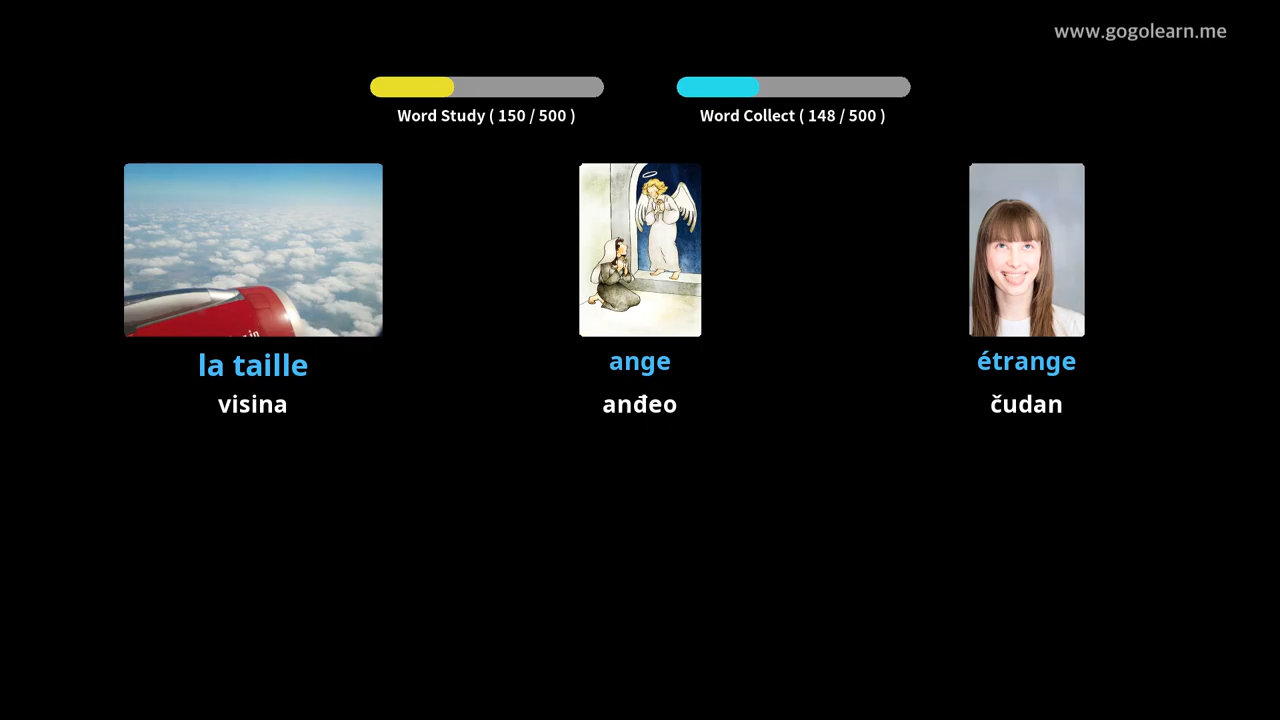 www.gogolearn.me
Word Study ( 150 / 500 )
Word Collect ( 148 / 500 )
la taille
visina
ange
anđeo
étrange
čudan